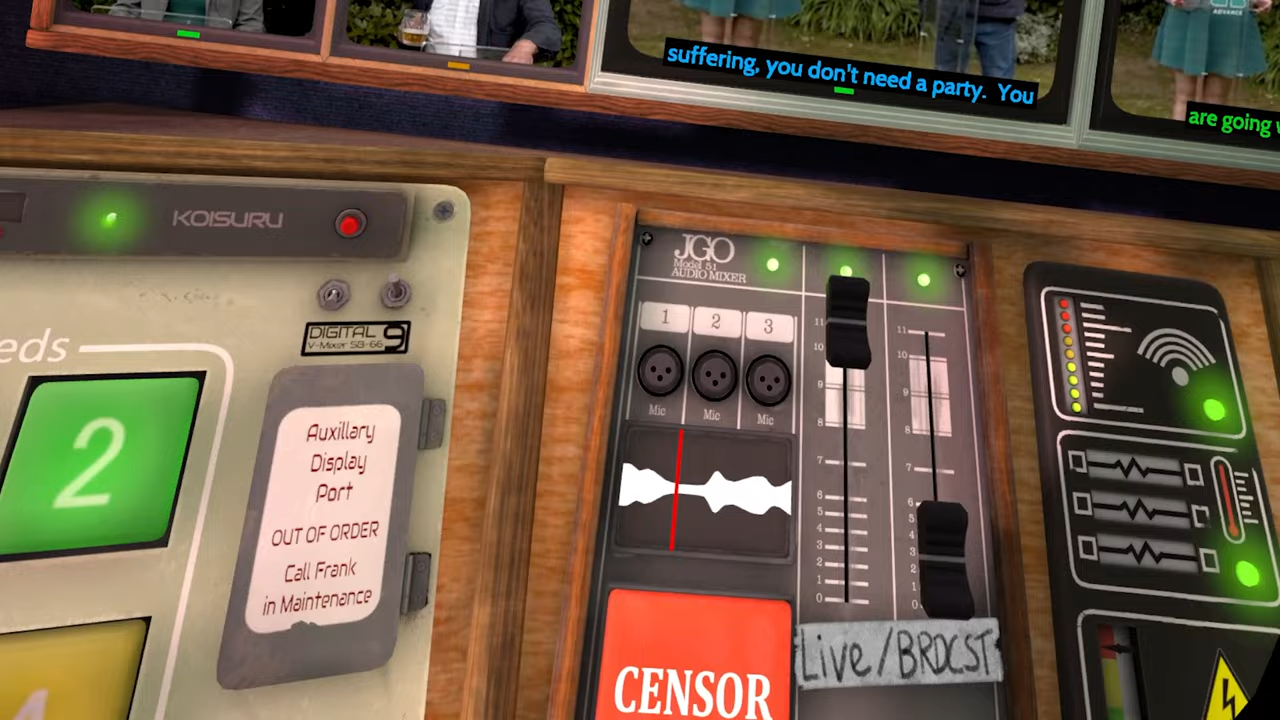 ADVANCE
suffering, you don't need a party. You
are going
KOISURU
JGO
Model 51
AUDIO MIXER
DIGITAL 9
V-Mixer SB-66
eds
1 2 3
Mic Mic Mic
2
Auxillary
Display
Port
OUT OF ORDER
Call Frank
in Maintenance
11
10
9
8
7
6
5
4
3
2
1
0
11
10
9
8
7
6
5
4
3
2
1
0
CENSOR
Live/BRDCST